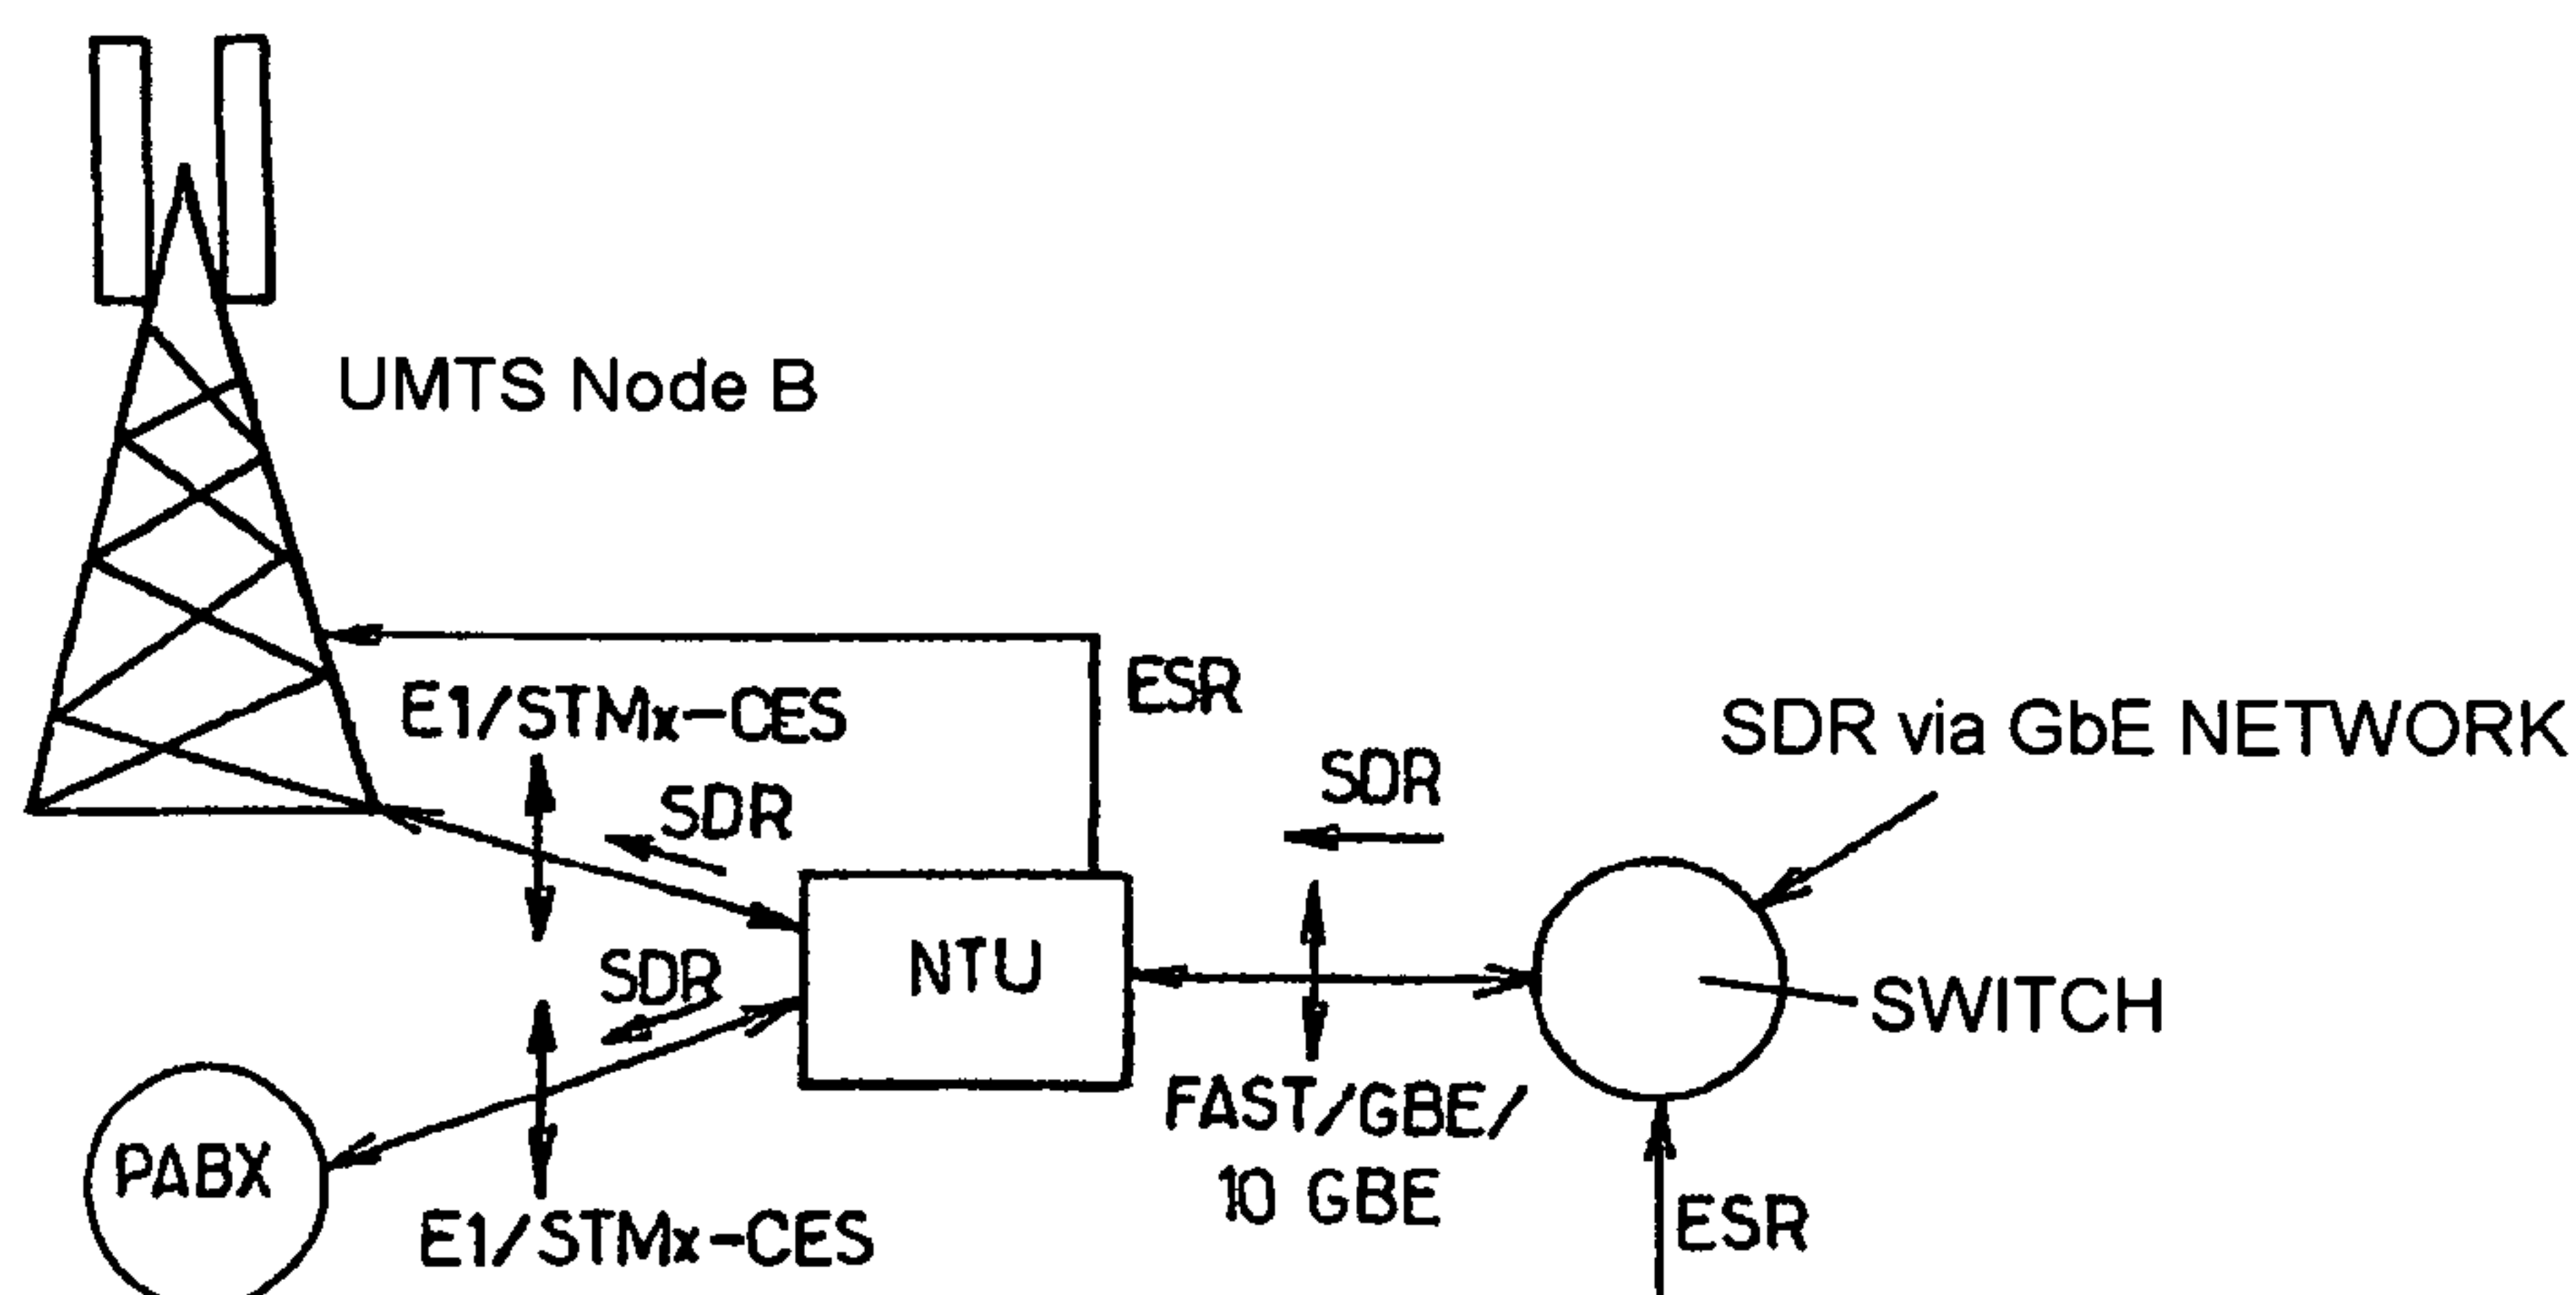 UMTS Node B
ESR
E1/STMx-CES
SDR via GbE NETWORK
SDR
SDR
SDR
NTU
SWITCH
FAST/GBE/
10 GBE
PABX
ESR
E1/STMx-CES